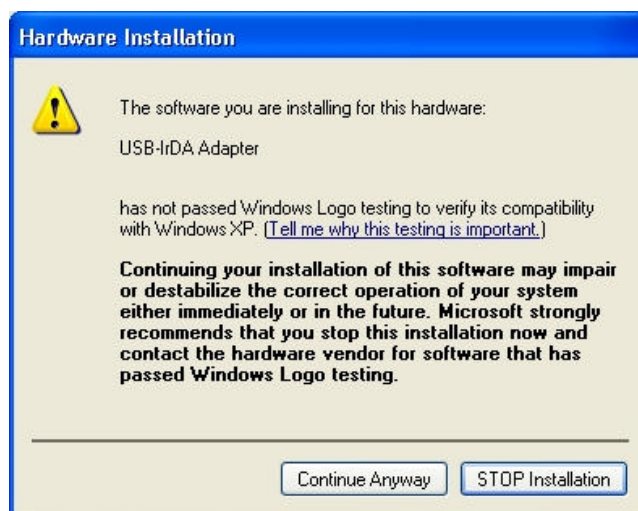 Hardware Installation
The software you are installing for this hardware:
USB-IrDA Adapter
has not passed Windows Logo testing to verify its compatibility
with Windows XP. (Tell me why this testing is important.)
Continuing your installation of this software may impair
or destabilize the correct operation of your system
either immediately or in the future. Microsoft strongly
recommends that you stop this installation now and
contact the hardware vendor for software that has
passed Windows Logo testing.
Continue Anyway
STOP Installation